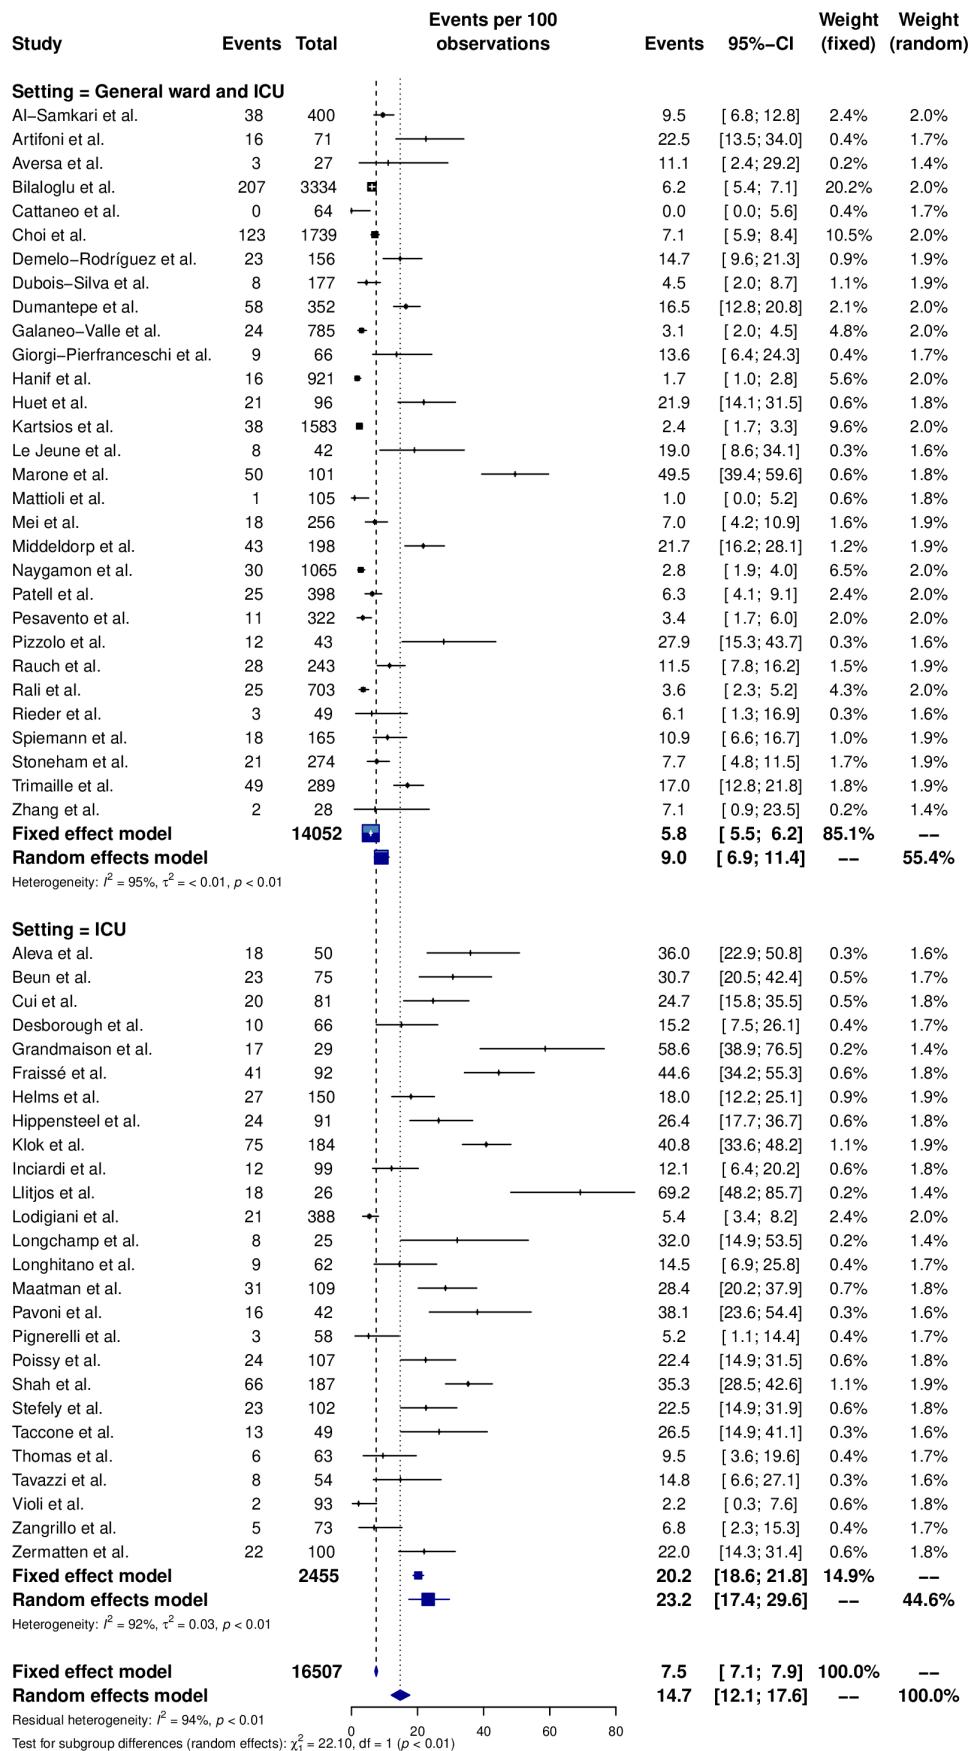 Events per 100 Weight Weight
Study Events Total observations Events 95%−CI (fixed) (random)
Setting = General ward and ICU
Al−Samkari et al. 38 400 9.5 [ 6.8; 12.8] 2.4% 2.0%
Artifoni et al. 16 71 22.5 [13.5; 34.0] 0.4% 1.7%
Aversa et al. 3 27 11.1 [ 2.4; 29.2] 0.2% 1.4%
Bilaloglu et al. 207 3334 6.2 [ 5.4; 7.1] 20.2% 2.0%
Cattaneo et al. 0 64 0.0 [ 0.0; 5.6] 0.4% 1.7%
Choi et al. 123 1739 7.1 [ 5.9; 8.4] 10.5% 2.0%
Demelo−Rodríguez et al. 23 156 14.7 [ 9.6; 21.3] 0.9% 1.9%
Dubois−Silva et al. 8 177 4.5 [ 2.0; 8.7] 1.1% 1.9%
Dumantepe et al. 58 352 16.5 [12.8; 20.8] 2.1% 2.0%
Galaneo−Valle et al. 24 785 3.1 [ 2.0; 4.5] 4.8% 2.0%
Giorgi−Pierfranceschi et al. 9 66 13.6 [ 6.4; 24.3] 0.4% 1.7%
Hanif et al. 16 921 1.7 [ 1.0; 2.8] 5.6% 2.0%
Huet et al. 21 96 21.9 [14.1; 31.5] 0.6% 1.8%
Kartsios et al. 38 1583 2.4 [ 1.7; 3.3] 9.6% 2.0%
Le Jeune et al. 8 42 19.0 [ 8.6; 34.1] 0.3% 1.6%
Marone et al. 50 101 49.5 [39.4; 59.6] 0.6% 1.8%
Mattioli et al. 1 105 1.0 [ 0.0; 5.2] 0.6% 1.8%
Mei et al. 18 256 7.0 [ 4.2; 10.9] 1.6% 1.9%
Middeldorp et al. 43 198 21.7 [16.2; 28.1] 1.2% 1.9%
Naygamon et al. 30 1065 2.8 [ 1.9; 4.0] 6.5% 2.0%
Patell et al. 25 398 6.3 [ 4.1; 9.1] 2.4% 2.0%
Pesavento et al. 11 322 3.4 [ 1.7; 6.0] 2.0% 2.0%
Pizzolo et al. 12 43 27.9 [15.3; 43.7] 0.3% 1.6%
Rauch et al. 28 243 11.5 [ 7.8; 16.2] 1.5% 1.9%
Rali et al. 25 703 3.6 [ 2.3; 5.2] 4.3% 2.0%
Rieder et al. 3 49 6.1 [ 1.3; 16.9] 0.3% 1.6%
Spiemann et al. 18 165 10.9 [ 6.6; 16.7] 1.0% 1.9%
Stoneham et al. 21 274 7.7 [ 4.8; 11.5] 1.7% 1.9%
Trimaille et al. 49 289 17.0 [12.8; 21.8] 1.8% 1.9%
Zhang et al. 2 28 7.1 [ 0.9; 23.5] 0.2% 1.4%
Fixed effect model 14052 5.8 [ 5.5; 6.2] 85.1% −−
Random effects model 9.0 [ 6.9; 11.4] −− 55.4%
Heterogeneity: I² = 95%, τ² = < 0.01, p < 0.01
Setting = ICU
Aleva et al. 18 50 36.0 [22.9; 50.8] 0.3% 1.6%
Beun et al. 23 75 30.7 [20.5; 42.4] 0.5% 1.7%
Cui et al. 20 81 24.7 [15.8; 35.5] 0.5% 1.8%
Desborough et al. 10 66 15.2 [ 7.5; 26.1] 0.4% 1.7%
Grandmaison et al. 17 29 58.6 [38.9; 76.5] 0.2% 1.4%
Fraissé et al. 41 92 44.6 [34.2; 55.3] 0.6% 1.8%
Helms et al. 27 150 18.0 [12.2; 25.1] 0.9% 1.9%
Hippensteel et al. 24 91 26.4 [17.7; 36.7] 0.6% 1.8%
Klok et al. 75 184 40.8 [33.6; 48.2] 1.1% 1.9%
Inciardi et al. 12 99 12.1 [ 6.4; 20.2] 0.6% 1.8%
Llitjos et al. 18 26 69.2 [48.2; 85.7] 0.2% 1.4%
Lodigiani et al. 21 388 5.4 [ 3.4; 8.2] 2.4% 2.0%
Longchamp et al. 8 25 32.0 [14.9; 53.5] 0.2% 1.4%
Longhitano et al. 9 62 14.5 [ 6.9; 25.8] 0.4% 1.7%
Maatman et al. 31 109 28.4 [20.2; 37.9] 0.7% 1.8%
Pavoni et al. 16 42 38.1 [23.6; 54.4] 0.3% 1.6%
Pignerelli et al. 3 58 5.2 [ 1.1; 14.4] 0.4% 1.7%
Poissy et al. 24 107 22.4 [14.9; 31.5] 0.6% 1.8%
Shah et al. 66 187 35.3 [28.5; 42.6] 1.1% 1.9%
Stefely et al. 23 102 22.5 [14.9; 31.9] 0.6% 1.8%
Taccone et al. 13 49 26.5 [14.9; 41.1] 0.3% 1.6%
Thomas et al. 6 63 9.5 [ 3.6; 19.6] 0.4% 1.7%
Tavazzi et al. 8 54 14.8 [ 6.6; 27.1] 0.3% 1.6%
Violi et al. 2 93 2.2 [ 0.3; 7.6] 0.6% 1.8%
Zangrillo et al. 5 73 6.8 [ 2.3; 15.3] 0.4% 1.7%
Zermatten et al. 22 100 22.0 [14.3; 31.4] 0.6% 1.8%
Fixed effect model 2455 20.2 [18.6; 21.8] 14.9% −−
Random effects model 23.2 [17.4; 29.6] −− 44.6%
Heterogeneity: I² = 92%, τ² = 0.03, p < 0.01
Fixed effect model 16507 7.5 [ 7.1; 7.9] 100.0% −−
Random effects model 14.7 [12.1; 17.6] −− 100.0%
Residual heterogeneity: I² = 94%, p < 0.01
0 20 40 60 80
Test for subgroup differences (random effects): χ²₁ = 22.10, df = 1 (p < 0.01)